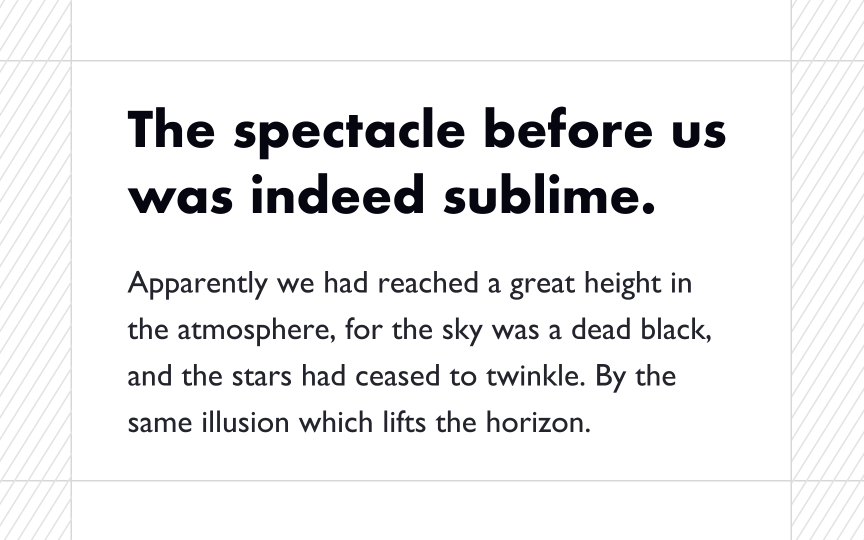 The spectacle before us
was indeed sublime.
Apparently we had reached a great height in
the atmosphere, for the sky was a dead black,
and the stars had ceased to twinkle. By the
same illusion which lifts the horizon.